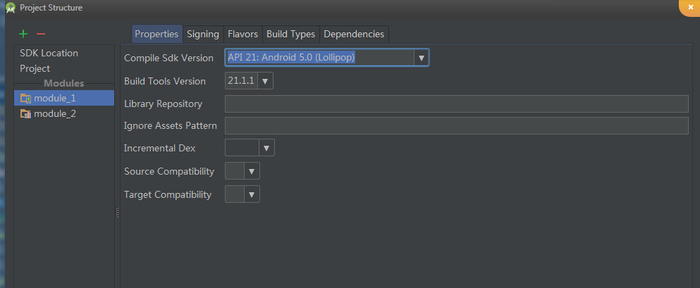 Project Structure
Properties Signing Flavors Build Types Dependencies
SDK Location
Project
Modules
module_1
module_2
Compile Sdk Version API 21: Android 5.0 (Lollipop)
Build Tools Version 21.1.1
Library Repository
Ignore Assets Pattern
Incremental Dex
Source Compatibility
Target Compatibility